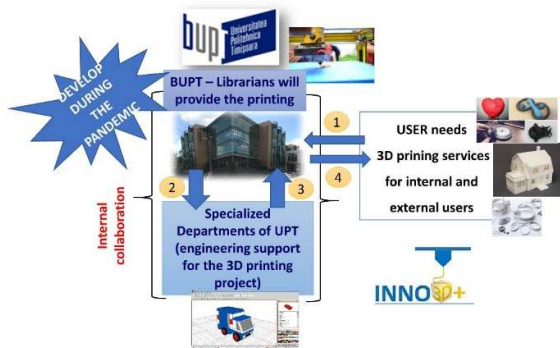 bupt
Universitatea
Politehnica
Timișoara
DEVELOP
DURING
THE
PANDEMIC
BUPT – Librarians will
provide the printing
1
USER needs
3D prining services
for internal and
external users
4
2
3
Internal
collaboration
Specialized
Departments of UPT
(engineering support
for the 3D printing
project)
INNO3D+